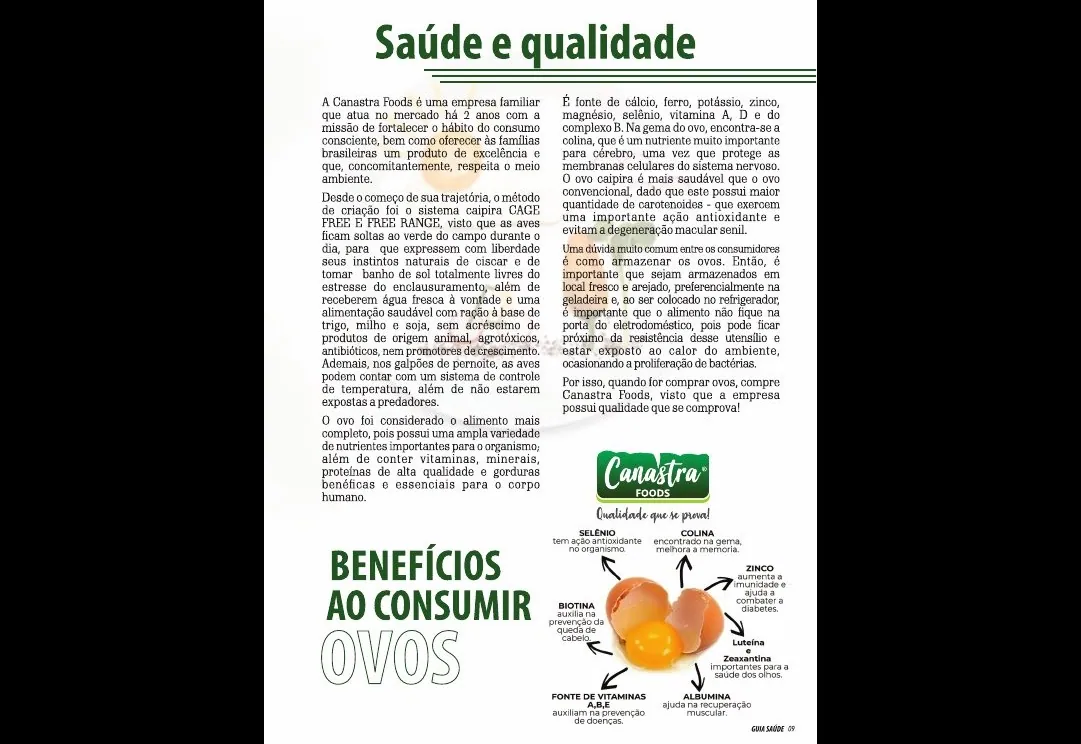 Saúde e qualidade
A Canastra Foods é uma empresa familiar
que atua no mercado há 2 anos com a
missão de fortalecer o hábito do consumo
consciente, bem como oferecer às famílias
brasileiras um produto de excelência e
que, concomitantemente, respeita o meio
ambiente.
Desde o começo de sua trajetória, o método
de criação foi o sistema caipira CAGE
FREE E FREE RANGE, visto que as aves
ficam soltas ao verde do campo durante o
dia, para que expressem com liberdade
seus instintos naturais de ciscar e de
tomar banho de sol totalmente livres do
estresse do enclausuramento, além de
receberem água fresca à vontade e uma
alimentação saudável com ração à base de
trigo, milho e soja, sem acréscimo de
produtos de origem animal, agrotóxicos,
antibióticos, nem promotores de crescimento.
Ademais, nos galpões de pernoite, as aves
podem contar com um sistema de controle
de temperatura, além de não estarem
expostas a predadores.
O ovo foi considerado o alimento mais
completo, pois possui uma ampla variedade
de nutrientes importantes para o organismo;
além de conter vitaminas, minerais,
proteínas de alta qualidade e gorduras
benéficas e essenciais para o corpo
humano.
É fonte de cálcio, ferro, potássio, zinco,
magnésio, selênio, vitamina A, D e do
complexo B. Na gema do ovo, encontra-se a
colina, que é um nutriente muito importante
para cérebro, uma vez que protege as
membranas celulares do sistema nervoso.
O ovo caipira é mais saudável que o ovo
convencional, dado que este possui maior
quantidade de carotenoides - que exercem
uma importante ação antioxidante e
evitam a degeneração macular senil.
Uma dúvida muito comum entre os consumidores
é como armazenar os ovos. Então, é
importante que sejam armazenados em
local fresco e arejado, preferencialmente na
geladeira e, ao ser colocado no refrigerador,
é importante que o alimento não fique na
porta do eletrodoméstico, pois pode ficar
próximo da resistência desse utensílio e
estar exposto ao calor do ambiente,
ocasionando a proliferação de bactérias.
Por isso, quando for comprar ovos, compre
Canastra Foods, visto que a empresa
possui qualidade que se comprova!
Canastra®
FOODS
Qualidade que se prova!
BENEFÍCIOS
AO CONSUMIR
OVOS
SELÊNIO
tem ação antioxidante
no organismo.
COLINA
encontrado na gema,
melhora a memoria.
ZINCO
aumenta a
imunidade e
ajuda a
combater a
diabetes.
BIOTINA
auxilia na
prevenção da
queda de
cabelo.
Luteína
e
Zeaxantina
importantes para a
saúde dos olhos.
FONTE DE VITAMINAS
A,B,E
auxiliam na prevenção
de doenças.
ALBUMINA
ajuda na recuperação
muscular.
GUIA SAÚDE 09